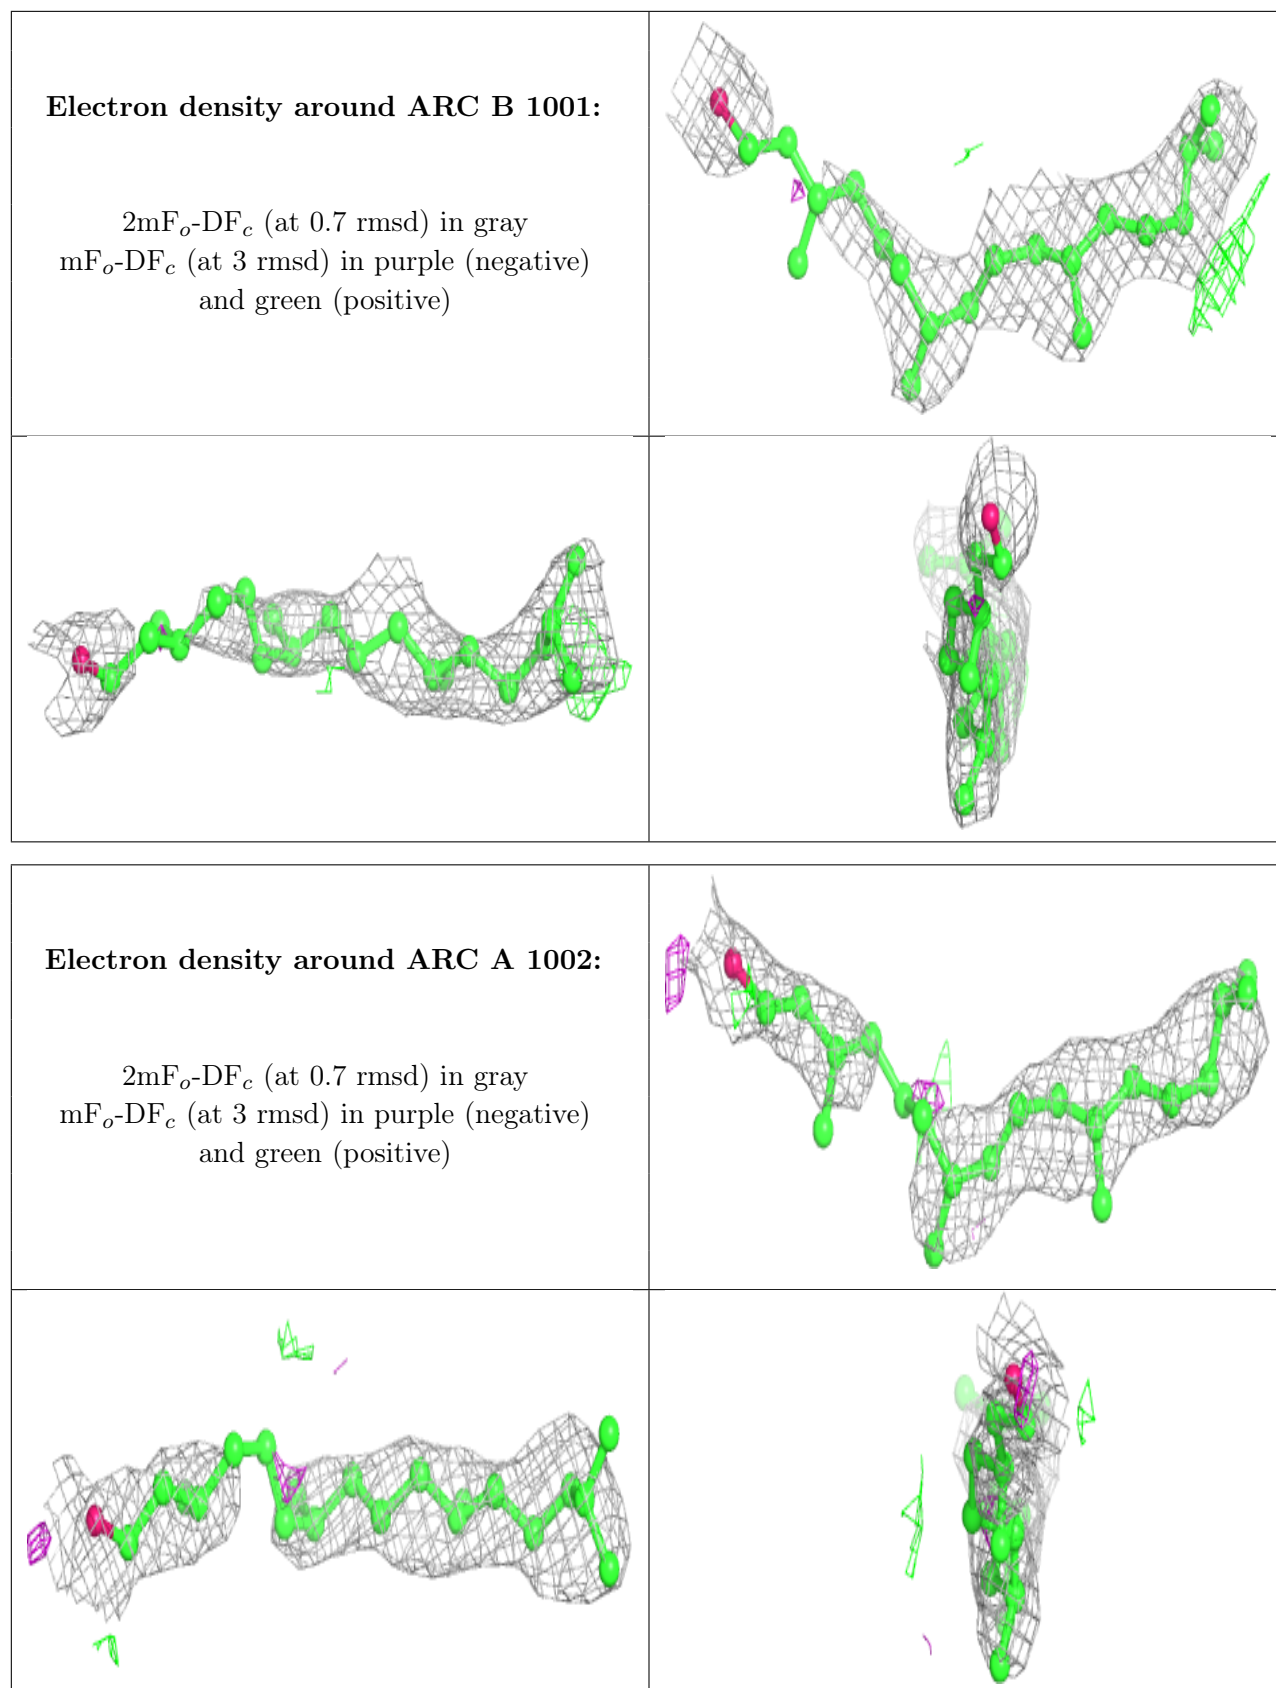 Electron density around ARC B 1001:
2mFₒ-DF𝑐 (at 0.7 rmsd) in gray
mFₒ-DF𝑐 (at 3 rmsd) in purple (negative)
and green (positive)
Electron density around ARC A 1002:
2mFₒ-DF𝑐 (at 0.7 rmsd) in gray
mFₒ-DF𝑐 (at 3 rmsd) in purple (negative)
and green (positive)